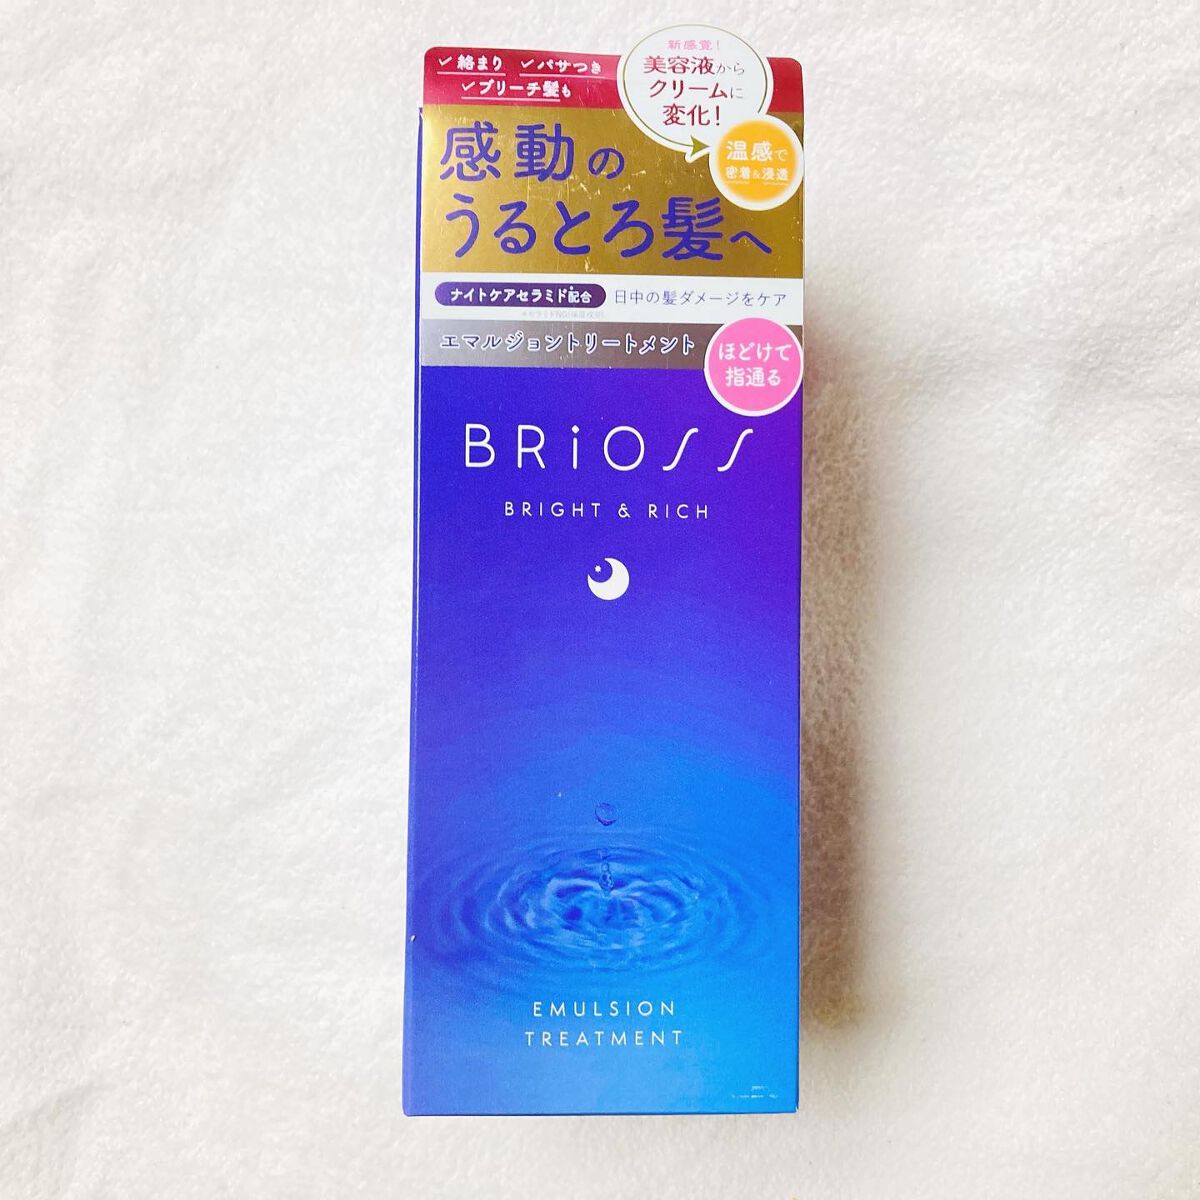 ✓絡まり ✓パサつき
✓ブリーチ髪も
新感覚!
美容液から
クリームに
変化!
温感で
密着&浸透
感動の
うるとろ髪へ
ナイトケアセラミド*配合 日中の髪ダメージをケア
エマルジョントリートメント
ほどけて
指通る
BRiOSS
BRIGHT & RICH
EMULSION
TREATMENT